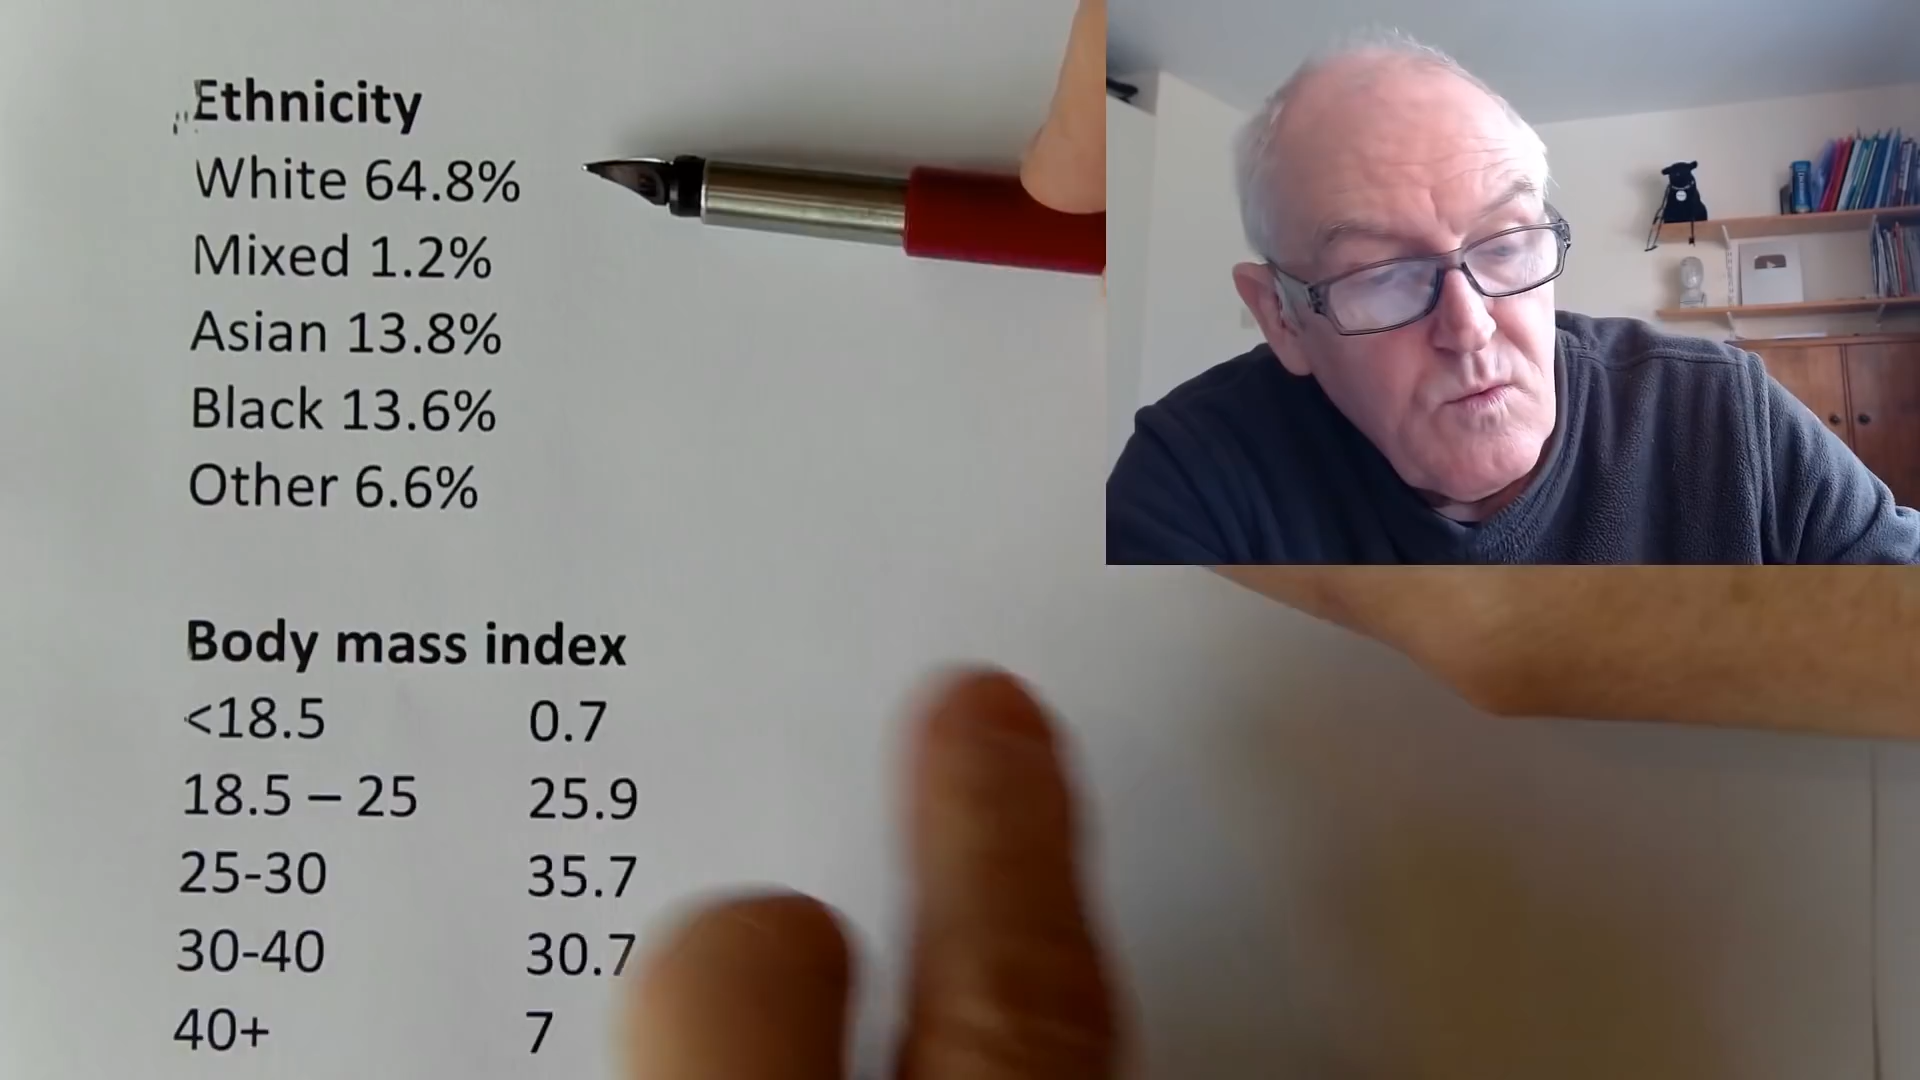 Ethnicity
White 64.8%
Mixed 1.2%
Asian 13.8%
Black 13.6%
Other 6.6%
Body mass index
<18.5 0.7
18.5 – 25 25.9
25-30 35.7
30-40 30.7
40+ 7